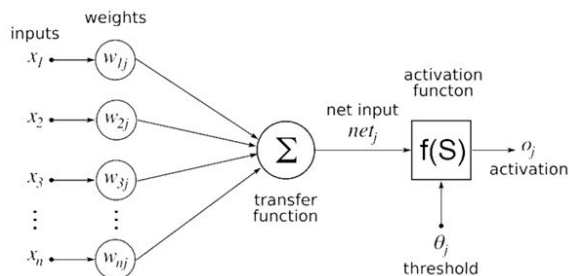 weights
inputs
x1 w1j
x2 w2j
x3 w3j
⋮ ⋮
xn wnj
Σ
transfer
function
net input
netj
activation
functon
f(S)
oj
activation
θj
threshold